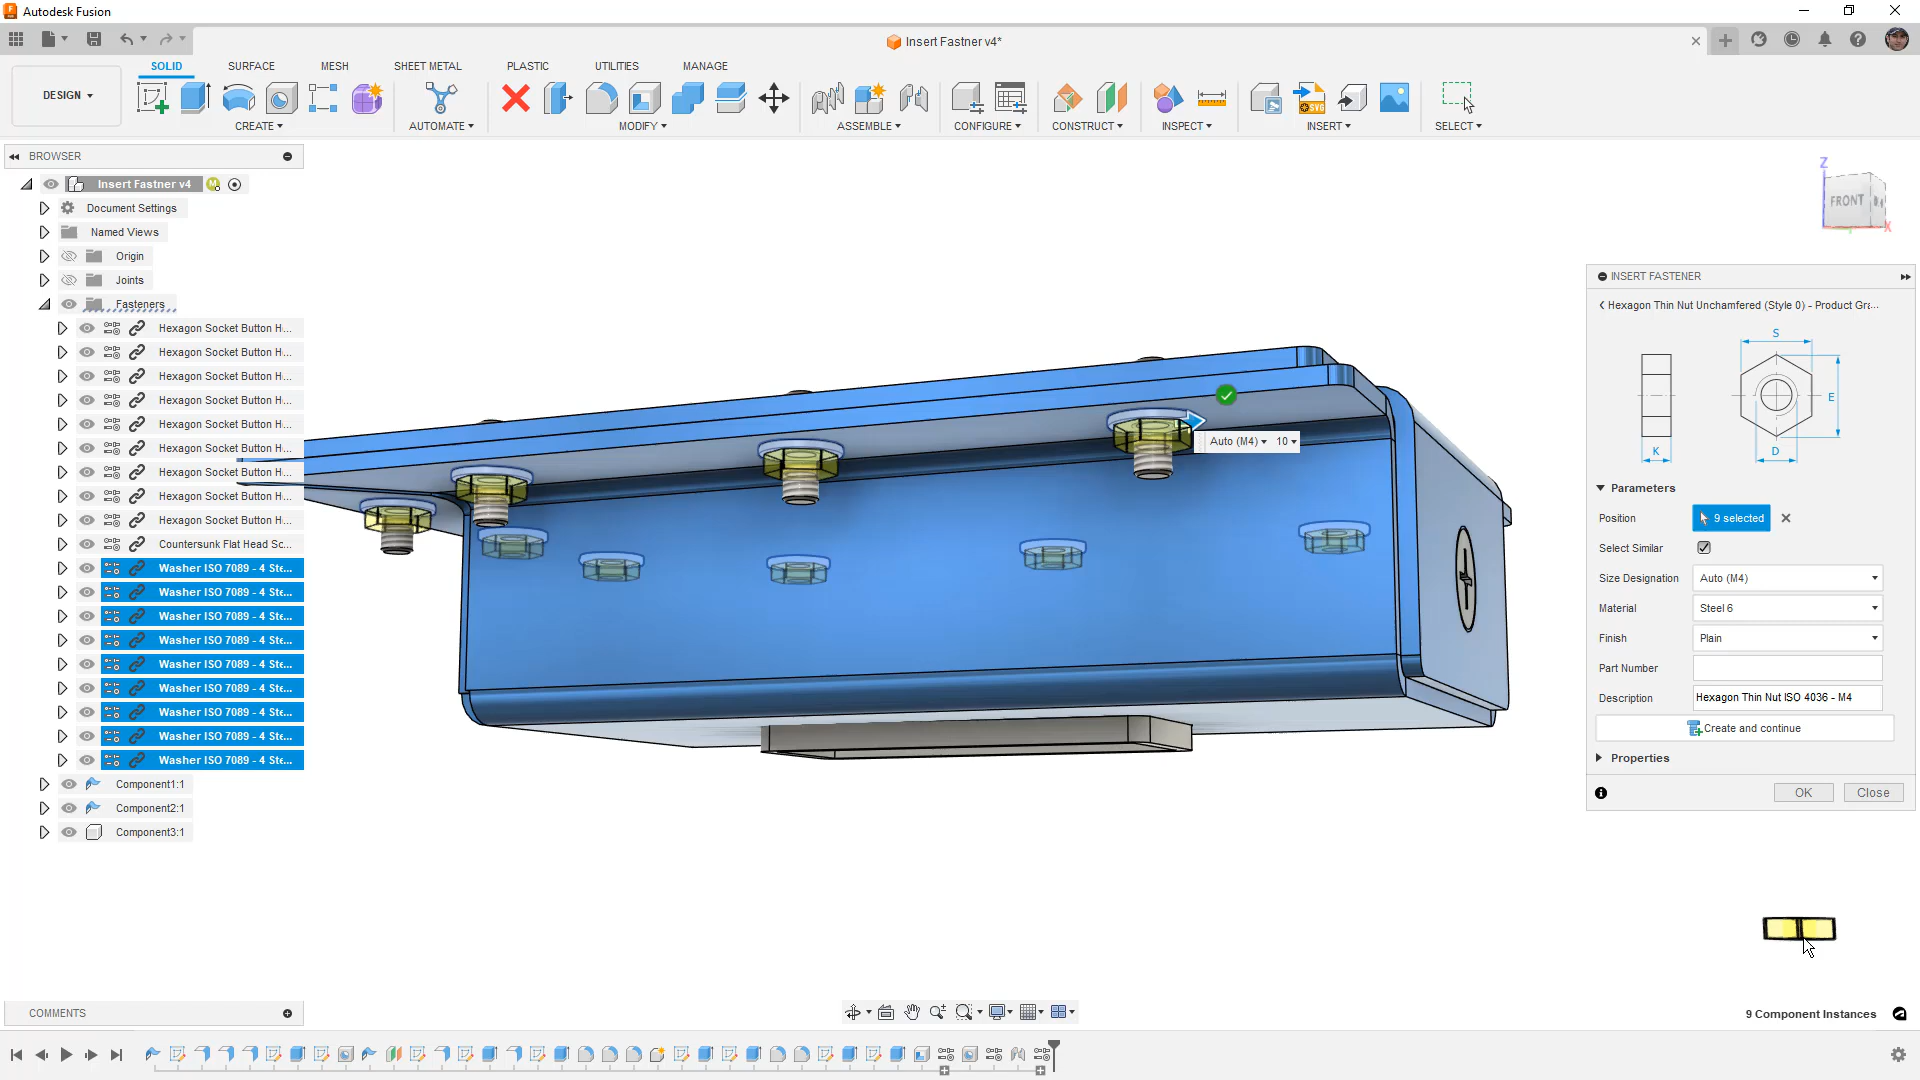 Autodesk Fusion
Insert Fastner v4*
DESIGN
SOLID
SURFACE
MESH
SHEET METAL
PLASTIC
UTILITIES
MANAGE
CREATE
AUTOMATE
MODIFY
ASSEMBLE
CONFIGURE
CONSTRUCT
INSPECT
INSERT
SELECT
BROWSER
Insert Fastner v4
Document Settings
Named Views
Origin
Joints
Fasteners
Hexagon Socket Button H...
Hexagon Socket Button H...
Hexagon Socket Button H...
Hexagon Socket Button H...
Hexagon Socket Button H...
Hexagon Socket Button H...
Hexagon Socket Button H...
Hexagon Socket Button H...
Hexagon Socket Button H...
Countersunk Flat Head Sc...
Washer ISO 7089 - 4 Ste...
Washer ISO 7089 - 4 Ste...
Washer ISO 7089 - 4 Ste...
Washer ISO 7089 - 4 Ste...
Washer ISO 7089 - 4 Ste...
Washer ISO 7089 - 4 Ste...
Washer ISO 7089 - 4 Ste...
Washer ISO 7089 - 4 Ste...
Washer ISO 7089 - 4 Ste...
Component1:1
Component2:1
Component3:1
COMMENTS
Auto (M4) 10
Z
FRONT
X
INSERT FASTENER
Hexagon Thin Nut Unchamfered (Style 0) - Product Gra...
S
E
K
D
Parameters
Position 9 selected
Select Similar
Size Designation Auto (M4)
Material Steel 6
Finish Plain
Part Number
Description Hexagon Thin Nut ISO 4036 - M4
Create and continue
Properties
OK Close
9 Component Instances